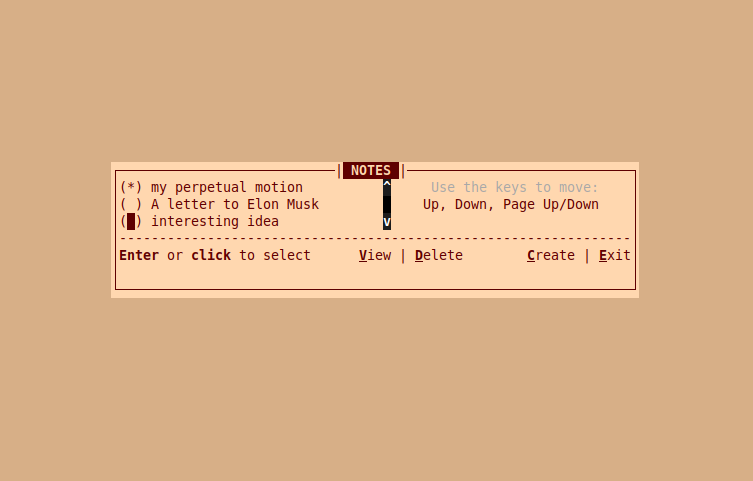 | NOTES |
(*) my perpetual motion ^ Use the keys to move:
( ) A letter to Elon Musk Up, Down, Page Up/Down
( ) interesting idea v
----------------------------------------------------------------
Enter or click to select View | Delete Create | Exit